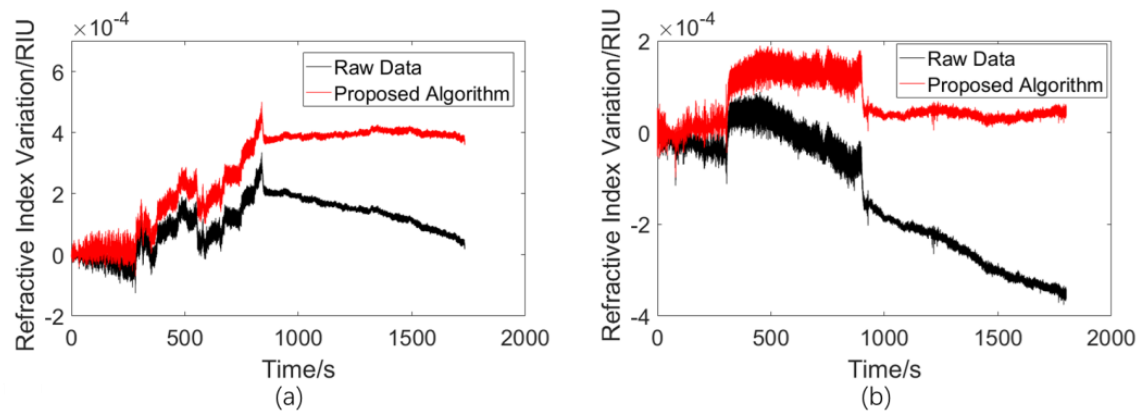 ×10⁻⁴
Refractive Index Variation/RIU
6
4
2
0
-2
Raw Data
Proposed Algorithm
0 500 1000 1500 2000
Time/s
(a)
×10⁻⁴
Refractive Index Variation/RIU
2
0
-2
-4
Raw Data
Proposed Algorithm
0 500 1000 1500 2000
Time/s
(b)